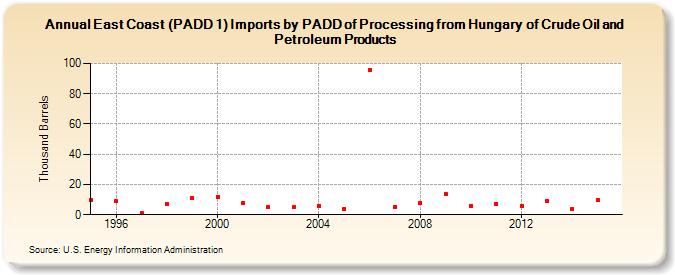 Annual East Coast (PADD 1) Imports by PADD of Processing from Hungary of Crude Oil and
Petroleum Products
Thousand Barrels
100
80
60
40
20
0
1996
2000
2004
2008
2012
Source: U.S. Energy Information Administration